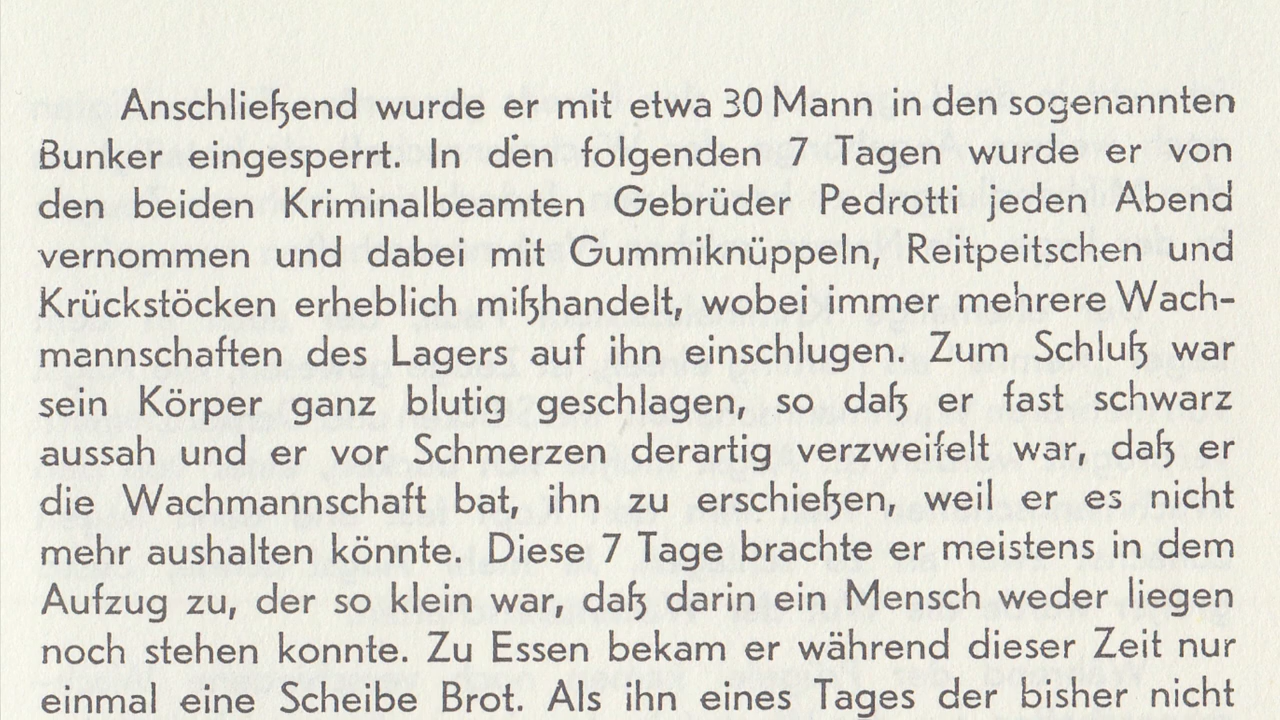 Anschließend wurde er mit etwa 30 Mann in den sogenannten
Bunker eingesperrt. In den folgenden 7 Tagen wurde er von
den beiden Kriminalbeamten Gebrüder Pedrotti jeden Abend
vernommen und dabei mit Gummiknüppeln, Reitpeitschen und
Krückstöcken erheblich mißhandelt, wobei immer mehrere Wach-
mannschaften des Lagers auf ihn einschlugen. Zum Schluß war
sein Körper ganz blutig geschlagen, so daß er fast schwarz
aussah und er vor Schmerzen derartig verzweifelt war, daß er
die Wachmannschaft bat, ihn zu erschießen, weil er es nicht
mehr aushalten könnte. Diese 7 Tage brachte er meistens in dem
Aufzug zu, der so klein war, daß darin ein Mensch weder liegen
noch stehen konnte. Zu Essen bekam er während dieser Zeit nur
einmal eine Scheibe Brot. Als ihn eines Tages der bisher nicht